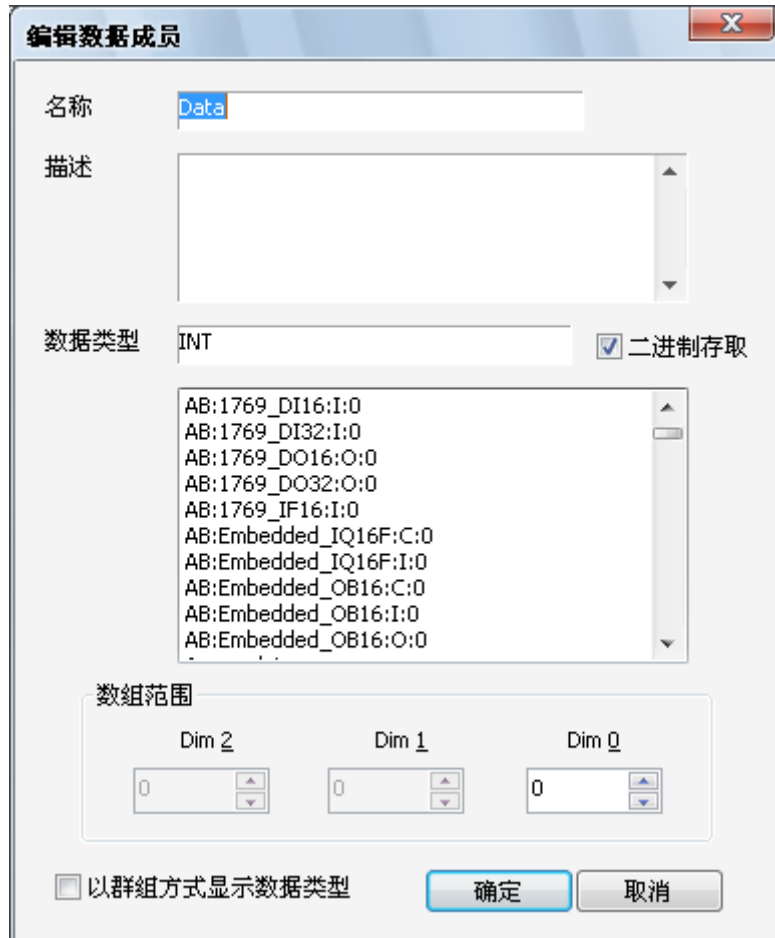 编辑数据成员
名称 Data
描述
数据类型 INT 二进制存取
AB:1769_DI16:I:0
AB:1769_DI32:I:0
AB:1769_DO16:O:0
AB:1769_DO32:O:0
AB:1769_IF16:I:0
AB:Embedded_IQ16F:C:0
AB:Embedded_IQ16F:I:0
AB:Embedded_OB16:C:0
AB:Embedded_OB16:I:0
AB:Embedded_OB16:O:0
数组范围
Dim 2 Dim 1 Dim 0
0 0 0
以群组方式显示数据类型 确定 取消